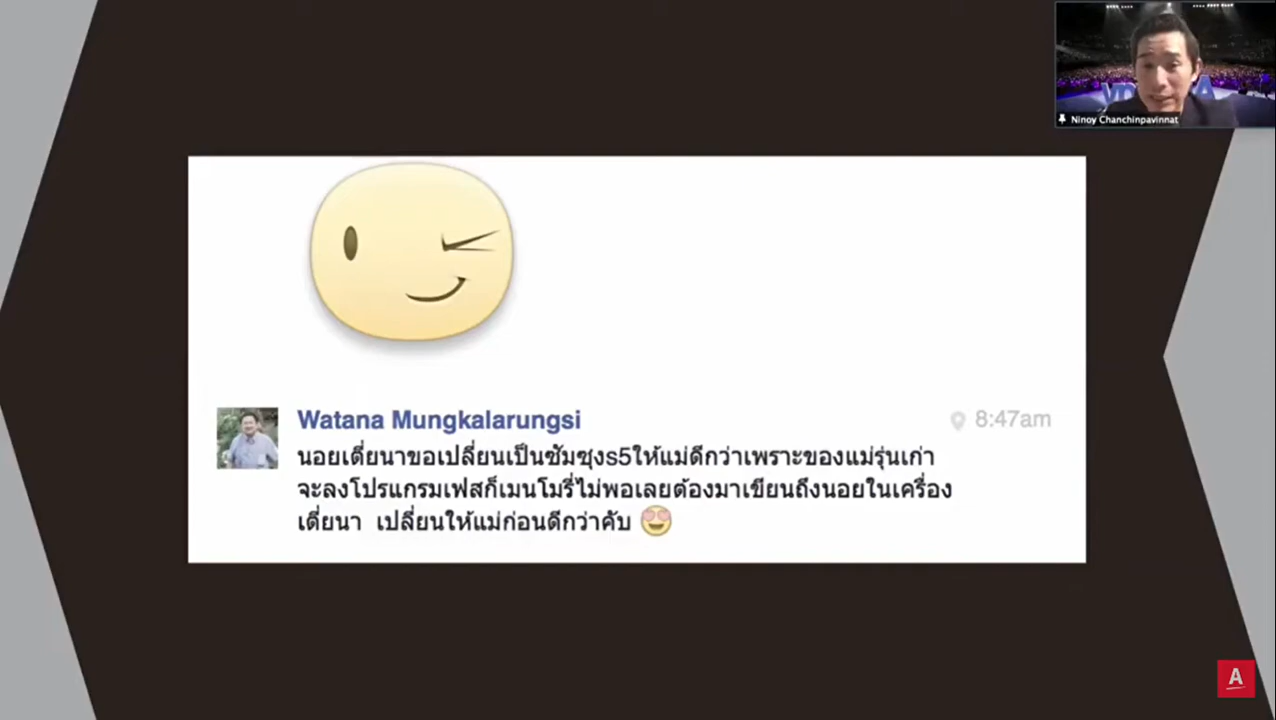 Ninoy Chanchinpavinnat
Watana Mungkalarungsi
8:47am
นอยเตี่ยนาขอเปลี่ยนเป็นซัมซุงs5ให้แม่ดีกว่าเพราะของแม่รุ่นเก่า
จะลงโปรแกรมเฟสก็เมนโมรี่ไม่พอเลยต้องมาเขียนถึงนอยในเครื่อง
เตี่ยนา เปลี่ยนให้แม่ก่อนดีกว่าคับ 😍
A